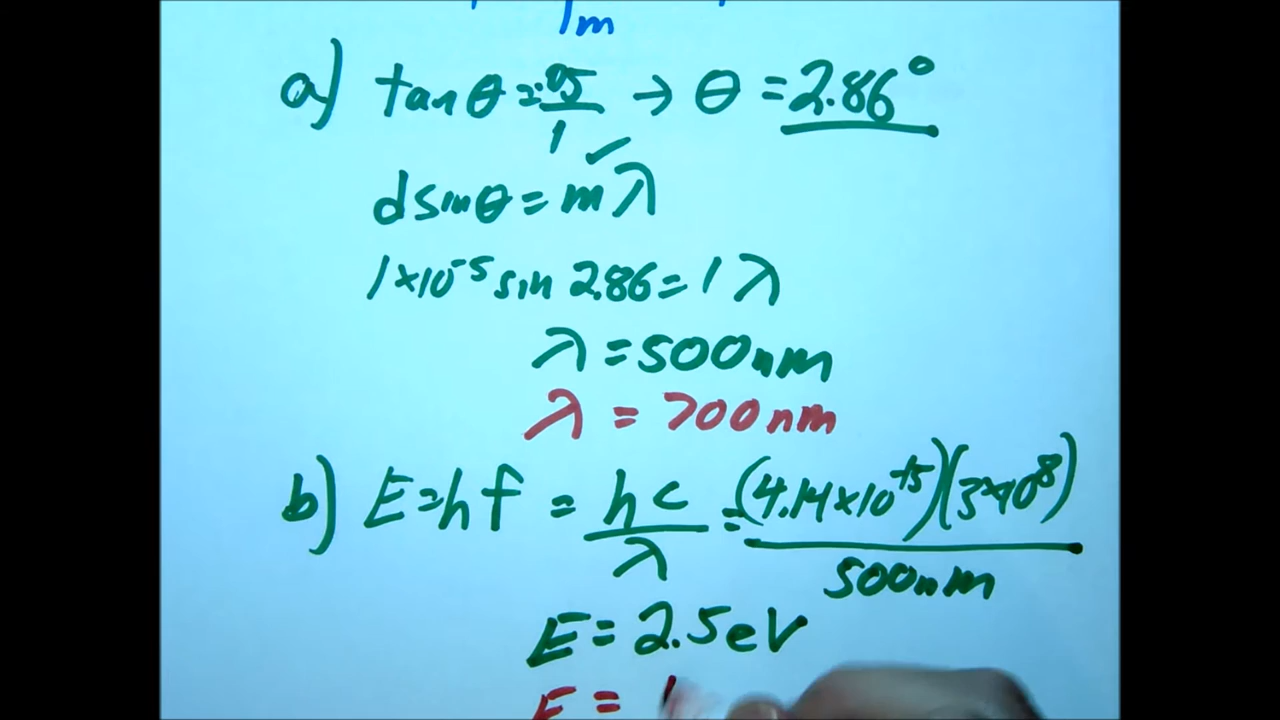 m
a) tanθ = .05/1 → θ = 2.86°
d sinθ = mλ
1×10⁻⁵ sin 2.86 = 1 λ
λ = 500nm
λ = 700nm
b) E = hf = hc/λ = (4.14×10⁻¹⁵)(3×10⁸)/500nm
E = 2.5eV
E =